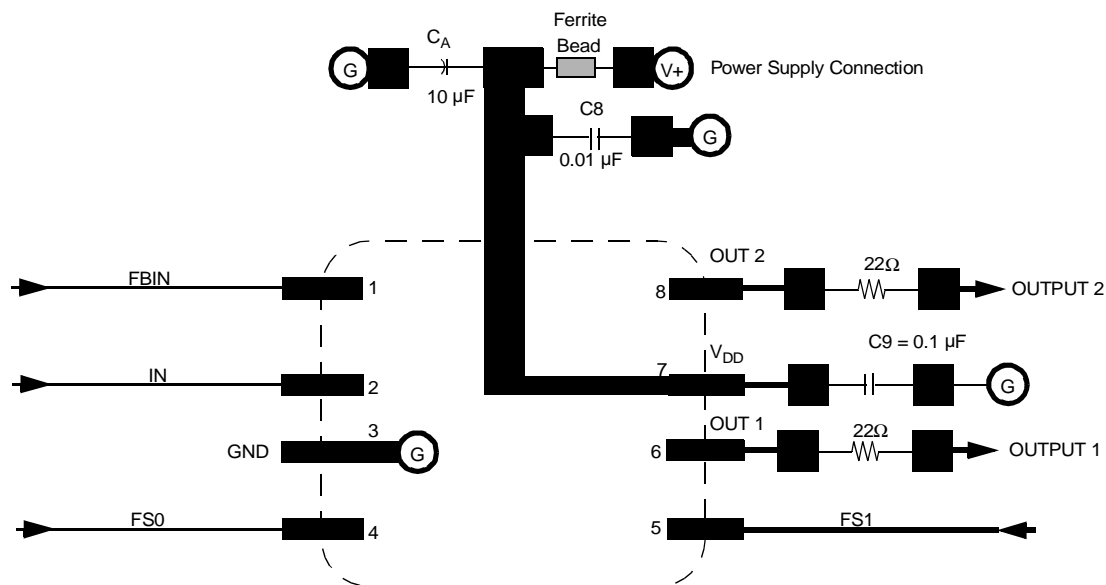 Ferrite
Bead
C_A
G
V+
Power Supply Connection
10 µF
C8
G
0.01 µF
OUT 2
22Ω
FBIN
1
8
OUTPUT 2
V_DD
C9 = 0.1 µF
IN
7
2
G
3
OUT 1
22Ω
GND
G
6
OUTPUT 1
FS0
4
5
FS1